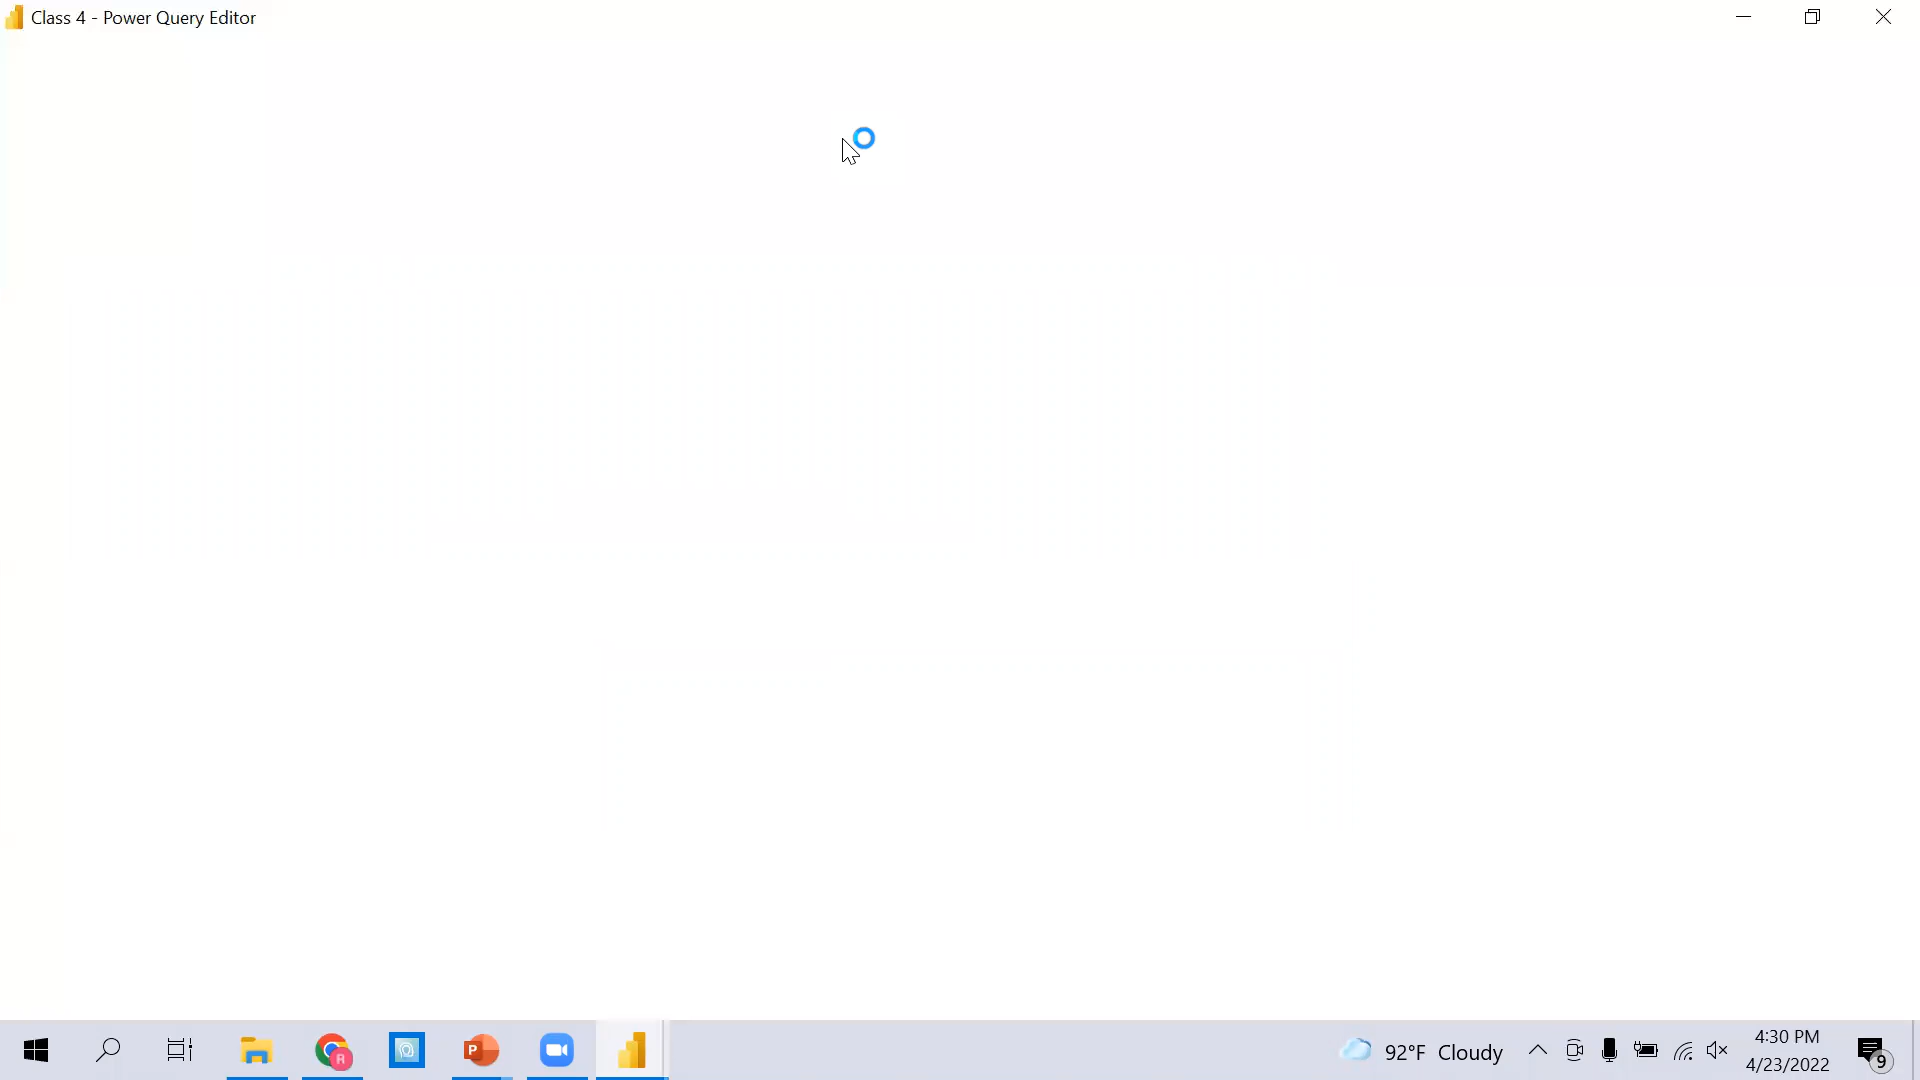 Class 4 - Power Query Editor
P
R
92°F Cloudy
4:30 PM
4/23/2022
9